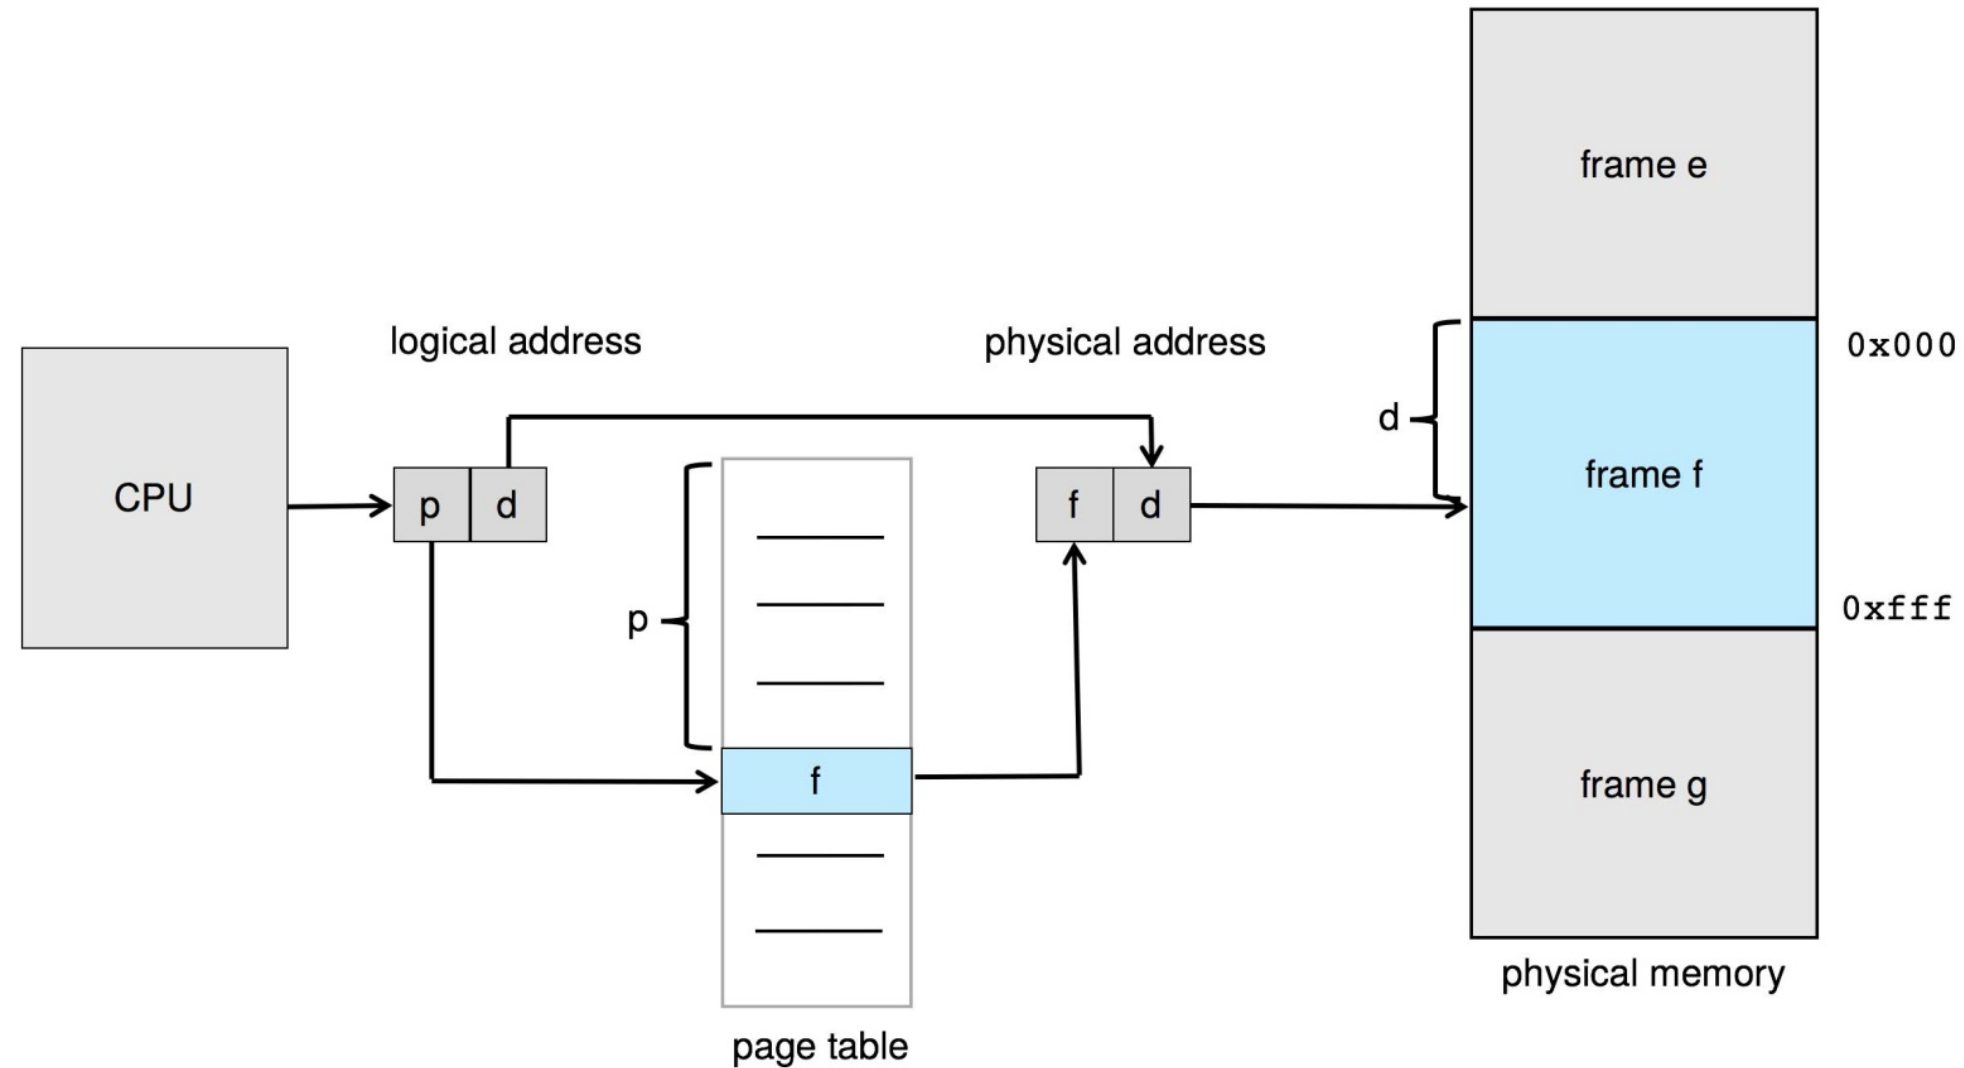 frame e
logical address
physical address
0x000
d
frame f
CPU
p d
f d
p
0xfff
f
frame g
physical memory
page table